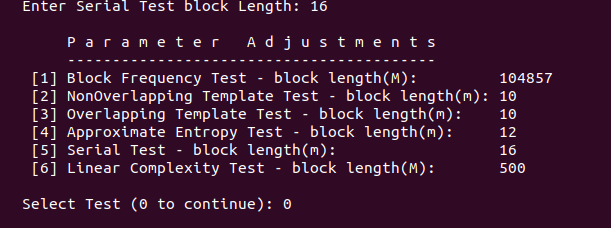 Enter Serial Test block Length: 16
P a r a m e t e r   A d j u s t m e n t s
-----------------------------------------
[1] Block Frequency Test - block length(M):         104857
[2] NonOverlapping Template Test - block length(m): 10
[3] Overlapping Template Test - block length(m):    10
[4] Approximate Entropy Test - block length(m):     12
[5] Serial Test - block length(m):                  16
[6] Linear Complexity Test - block length(M):       500
Select Test (0 to continue): 0